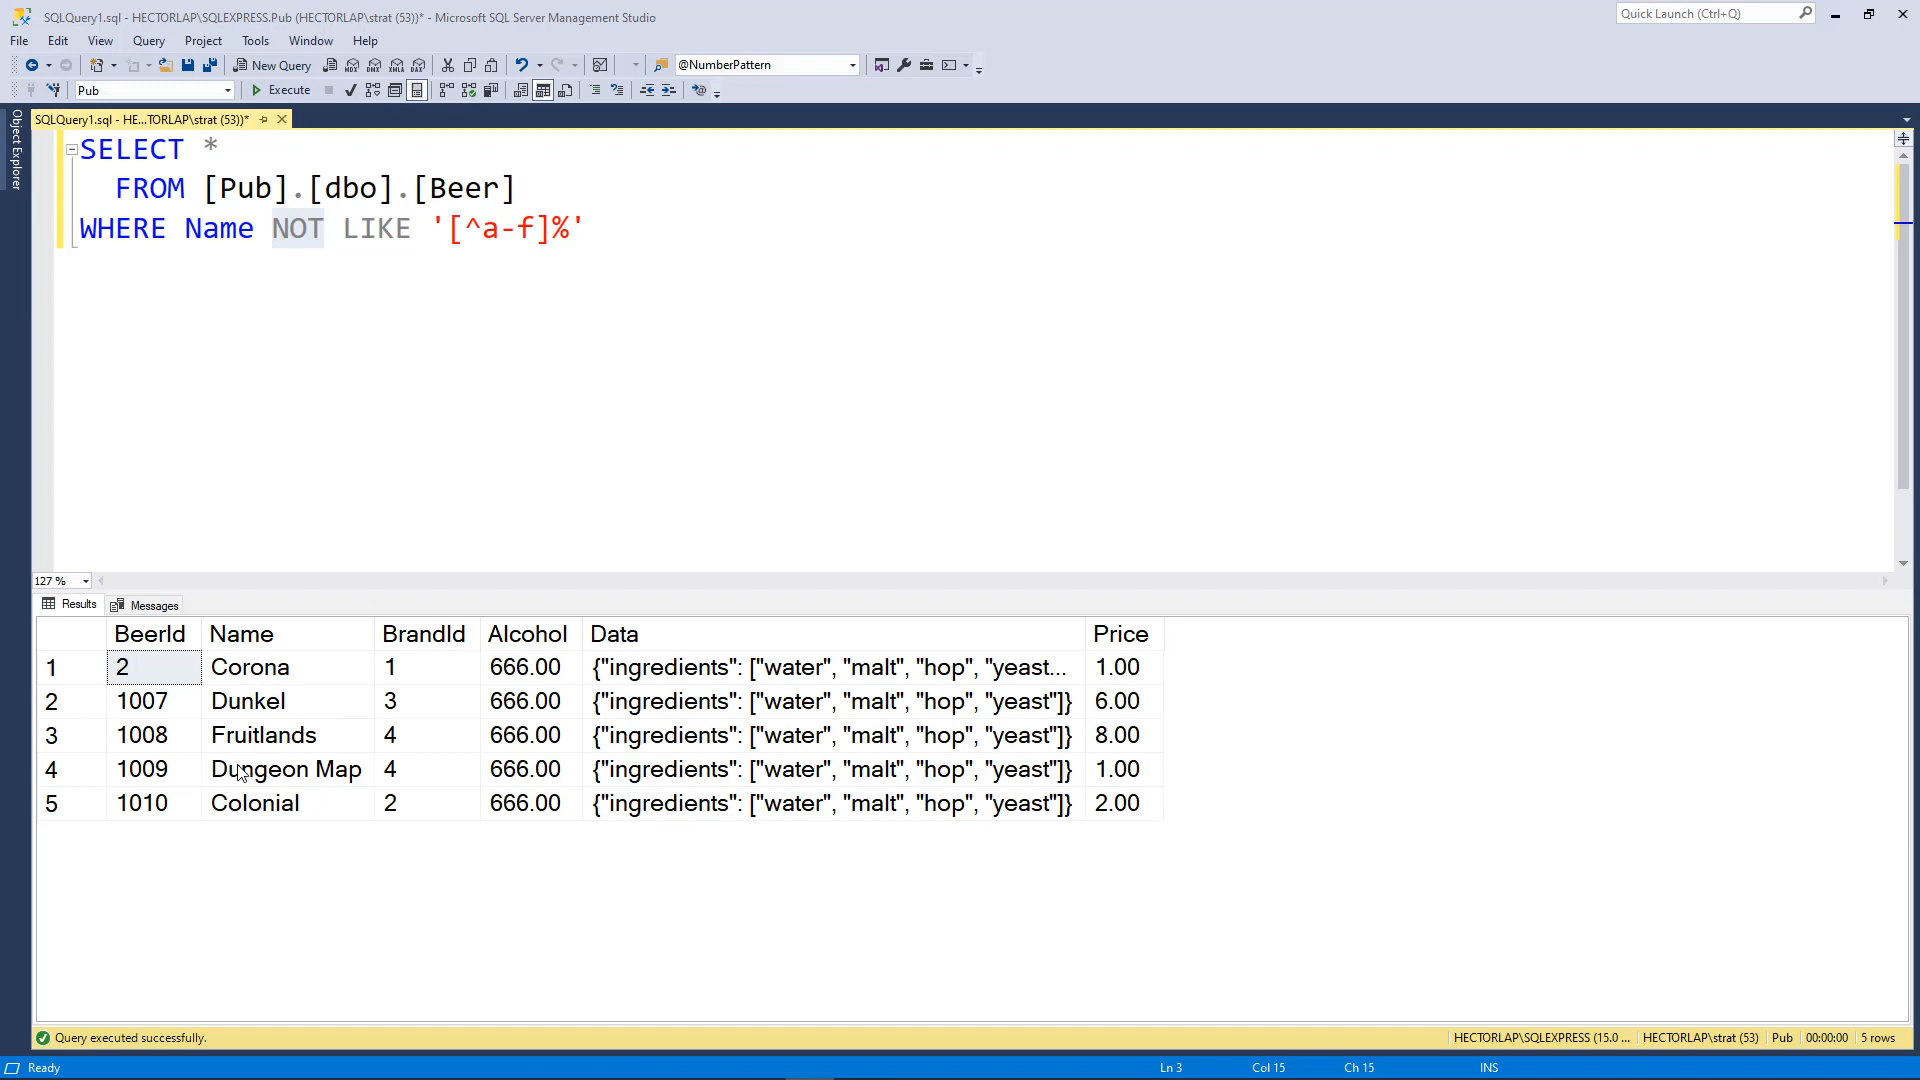 SQLQuery1.sql - HECTORLAP\SQLEXPRESS.Pub (HECTORLAP\strat (53))* - Microsoft SQL Server Management Studio
Quick Launch (Ctrl+Q)
File Edit View Query Project Tools Window Help
New Query
@NumberPattern
Pub
Execute
Object Explorer
SQLQuery1.sql - HE...TORLAP\strat (53))*
SELECT *
FROM [Pub].[dbo].[Beer]
WHERE Name NOT LIKE '[^a-f]%'
127 %
Results Messages
BeerId Name BrandId Alcohol Data Price
1 2 Corona 1 666.00 {"ingredients": ["water", "malt", "hop", "yeast... 1.00
2 1007 Dunkel 3 666.00 {"ingredients": ["water", "malt", "hop", "yeast"]} 6.00
3 1008 Fruitlands 4 666.00 {"ingredients": ["water", "malt", "hop", "yeast"]} 8.00
4 1009 Dungeon Map 4 666.00 {"ingredients": ["water", "malt", "hop", "yeast"]} 1.00
5 1010 Colonial 2 666.00 {"ingredients": ["water", "malt", "hop", "yeast"]} 2.00
Query executed successfully.
HECTORLAP\SQLEXPRESS (15.0 ... HECTORLAP\strat (53) Pub 00:00:00 5 rows
Ready
Ln 3 Col 15 Ch 15 INS